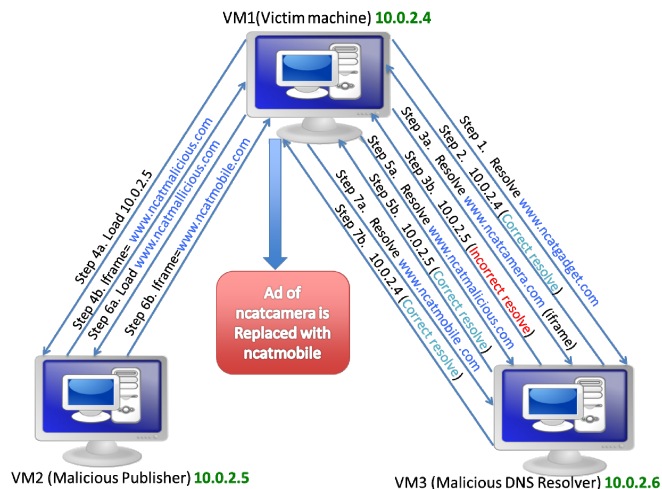 VM1(Victim machine) 10.0.2.4
Step 1. Resolve www.ncatgadget.com
Step 2. 10.0.2.4 (Correct resolve)
Step 3a. Resolve www.ncatcamera.com (iframe)
Step 3b. 10.0.2.5 (Incorrect resolve)
Step 4a. Load 10.0.2.5
Step 4b. Iframe= www.ncatmalicious.com
Step 5a. Resolve www.ncatmalicious.com
Step 5b. 10.0.2.5 (Correct resolve)
Step 6a. Load www.ncatmallicious.com
Step 6b. Iframe=www.ncatmobile.com
Step 7a. Resolve www.ncatmobile .com
Step 7b. 10.0.2.4 (Correct resolve)
Ad of
ncatcamera is
Replaced with
ncatmobile
VM2 (Malicious Publisher) 10.0.2.5
VM3 (Malicious DNS Resolver) 10.0.2.6